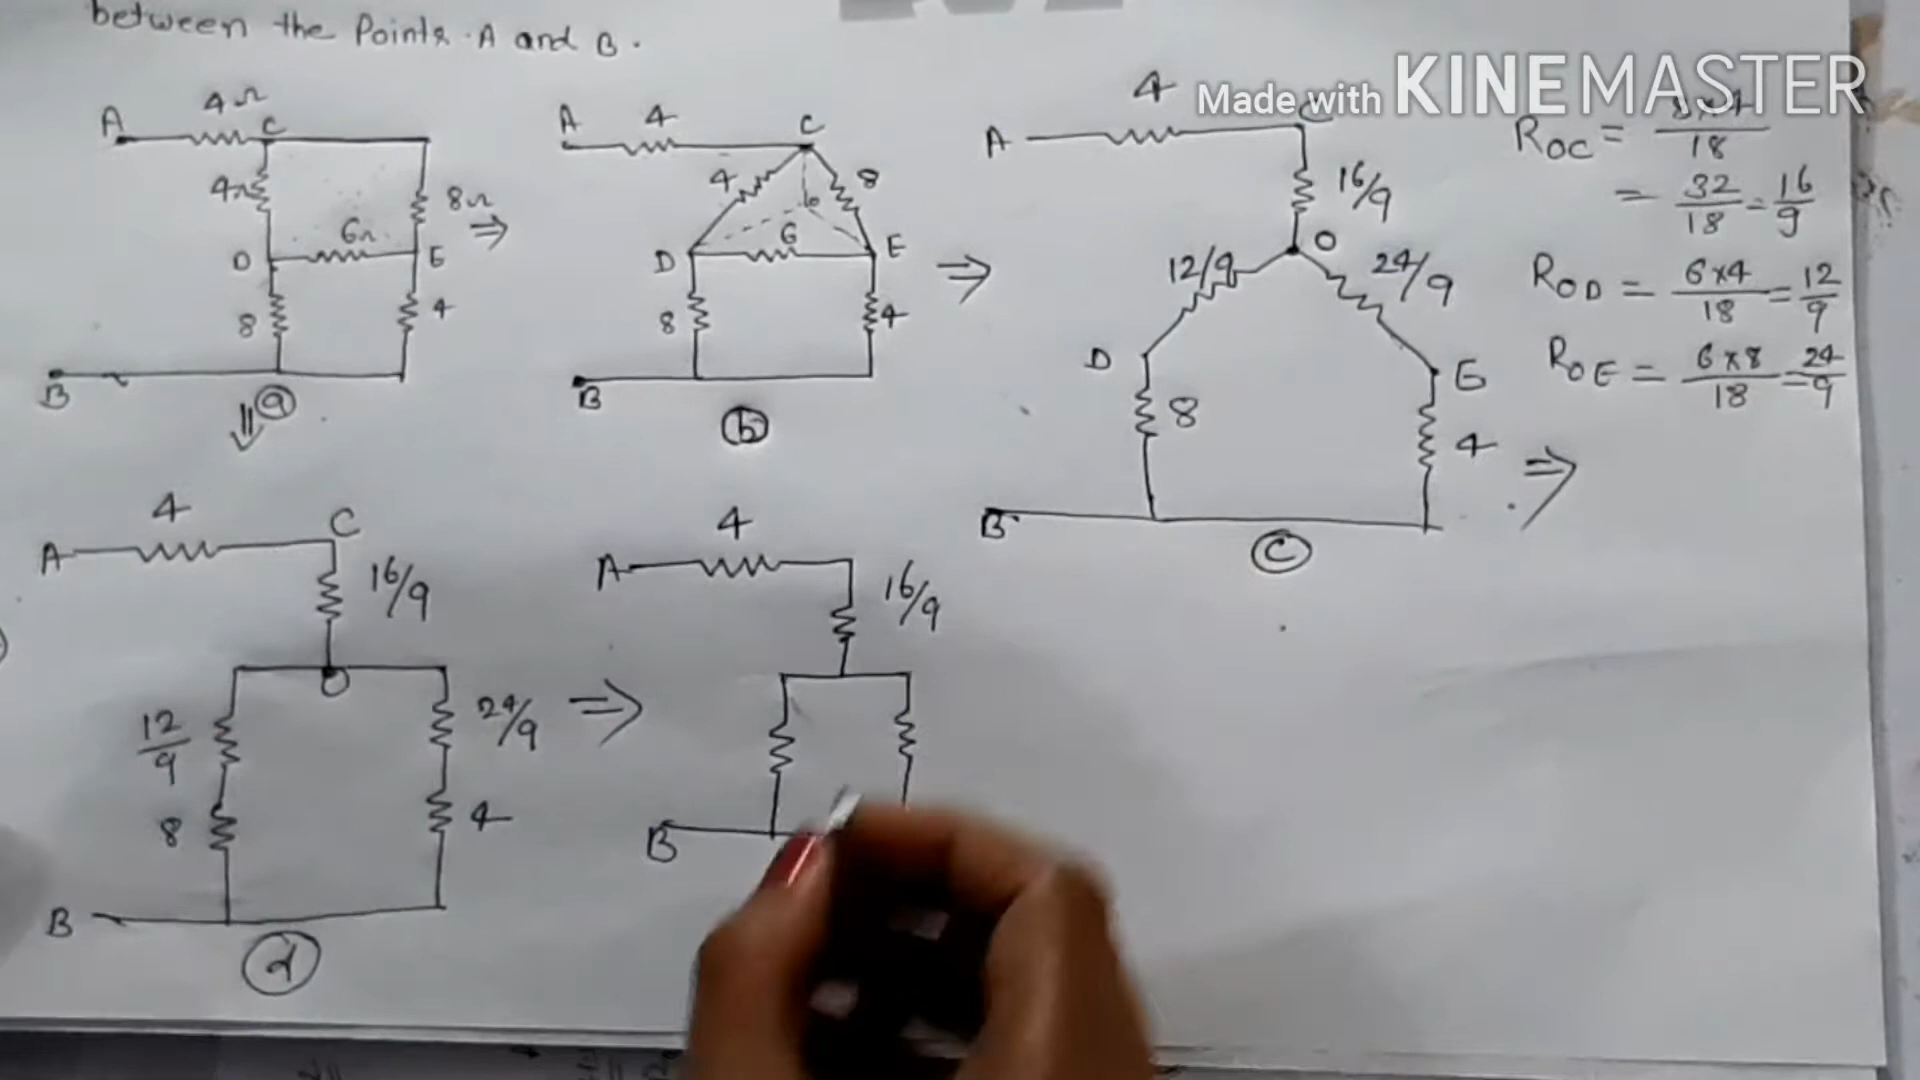 between the Points A and B.
Made with KINEMASTER
A 4Ω C
4Ω 8Ω ⇒
D 6Ω E
8 4
B
ⓐ
A 4 C
4 8
6
D E
8 4
B
ⓑ
⇒
A 4 C
16/9
O
12/9 24/9
D E
8 4
B
ⓒ
⇒
ROC = 8×4/18
= 32/18 = 16/9
ROD = 6×4/18 = 12/9
ROE = 6×8/18 = 24/9
A 4 C
16/9
O
12/9 24/9
8 4
B
ⓓ
⇒
A 4
16/9
B